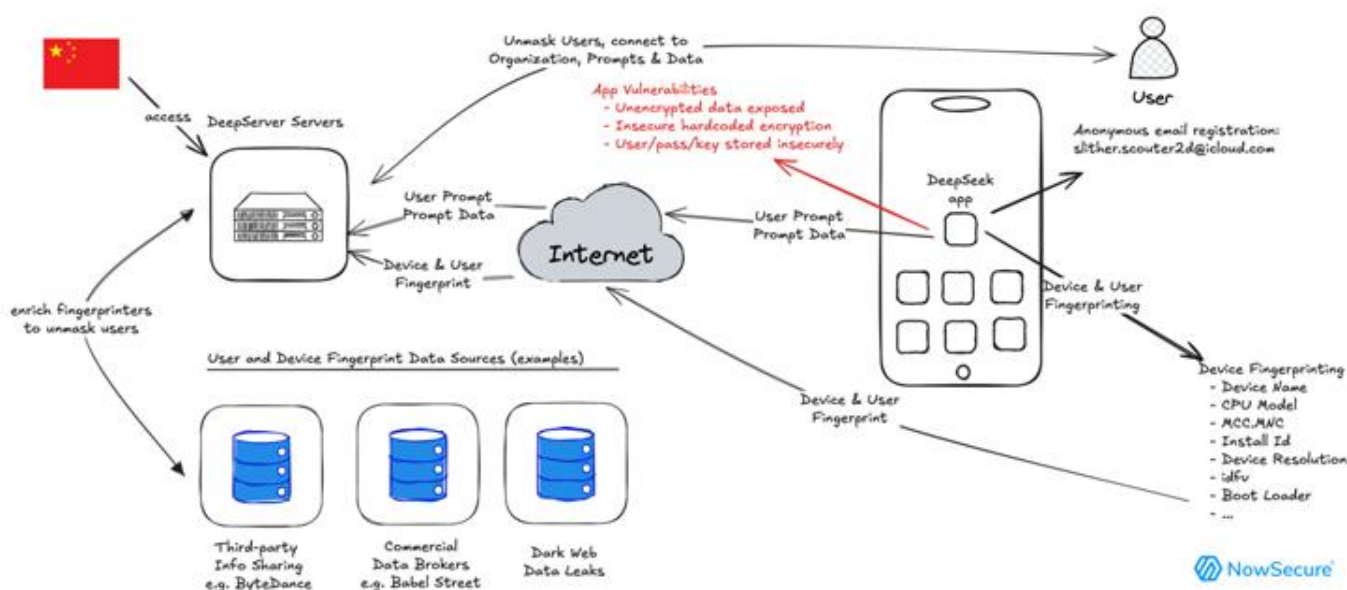 Unmask Users, connect to
Organization, Prompts & Data
User
access
DeepServer Servers
App Vulnerabilities
- Unencrypted data exposed
- Insecure hardcoded encryption
- User/pass/key stored insecurely
Anonymous email registration:
slither.scouter2d@icloud.com
DeepSeek
app
User Prompt
Prompt Data
User Prompt
Prompt Data
Internet
Device & User
Fingerprint
Device & User
Fingerprinting
enrich fingerprinters
to unmask users
User and Device Fingerprint Data Sources (examples)
Device & User
Fingerprint
Device Fingerprinting
- Device Name
- CPU Model
- MCC.MNC
- Install Id
- Device Resolution
- idfv
- Boot Loader
- ...
Third-party
Info Sharing
e.g. ByteDance
Commercial
Data Brokers
e.g. Babel Street
Dark Web
Data Leaks
NowSecure